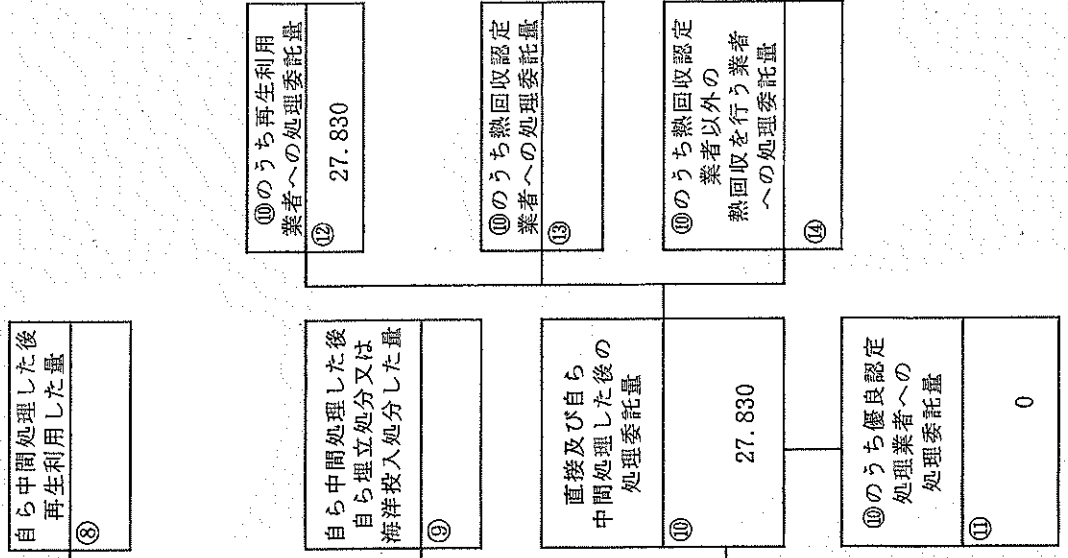 自ら中間処理した後
再生利用した量
⑧
自ら中間処理した後
自ら埋立処分又は
海洋投入処分した量
⑨
直接及び自ら
中間処理した後の
処理委託量
⑩
27.830
⑩のうち優良認定
処理業者への
処理委託量
⑪
0
⑩のうち再生利用
業者への処理委託量
⑫
27.830
⑩のうち熱回収認定
業者への処理委託量
⑬
⑩のうち熱回収認定
業者以外の
熱回収を行う業者
への処理委託量
⑭